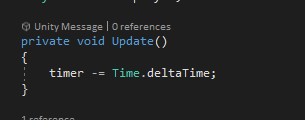 Unity Message | 0 references
private void Update()
{
timer -= Time.deltaTime;
}
1 reference